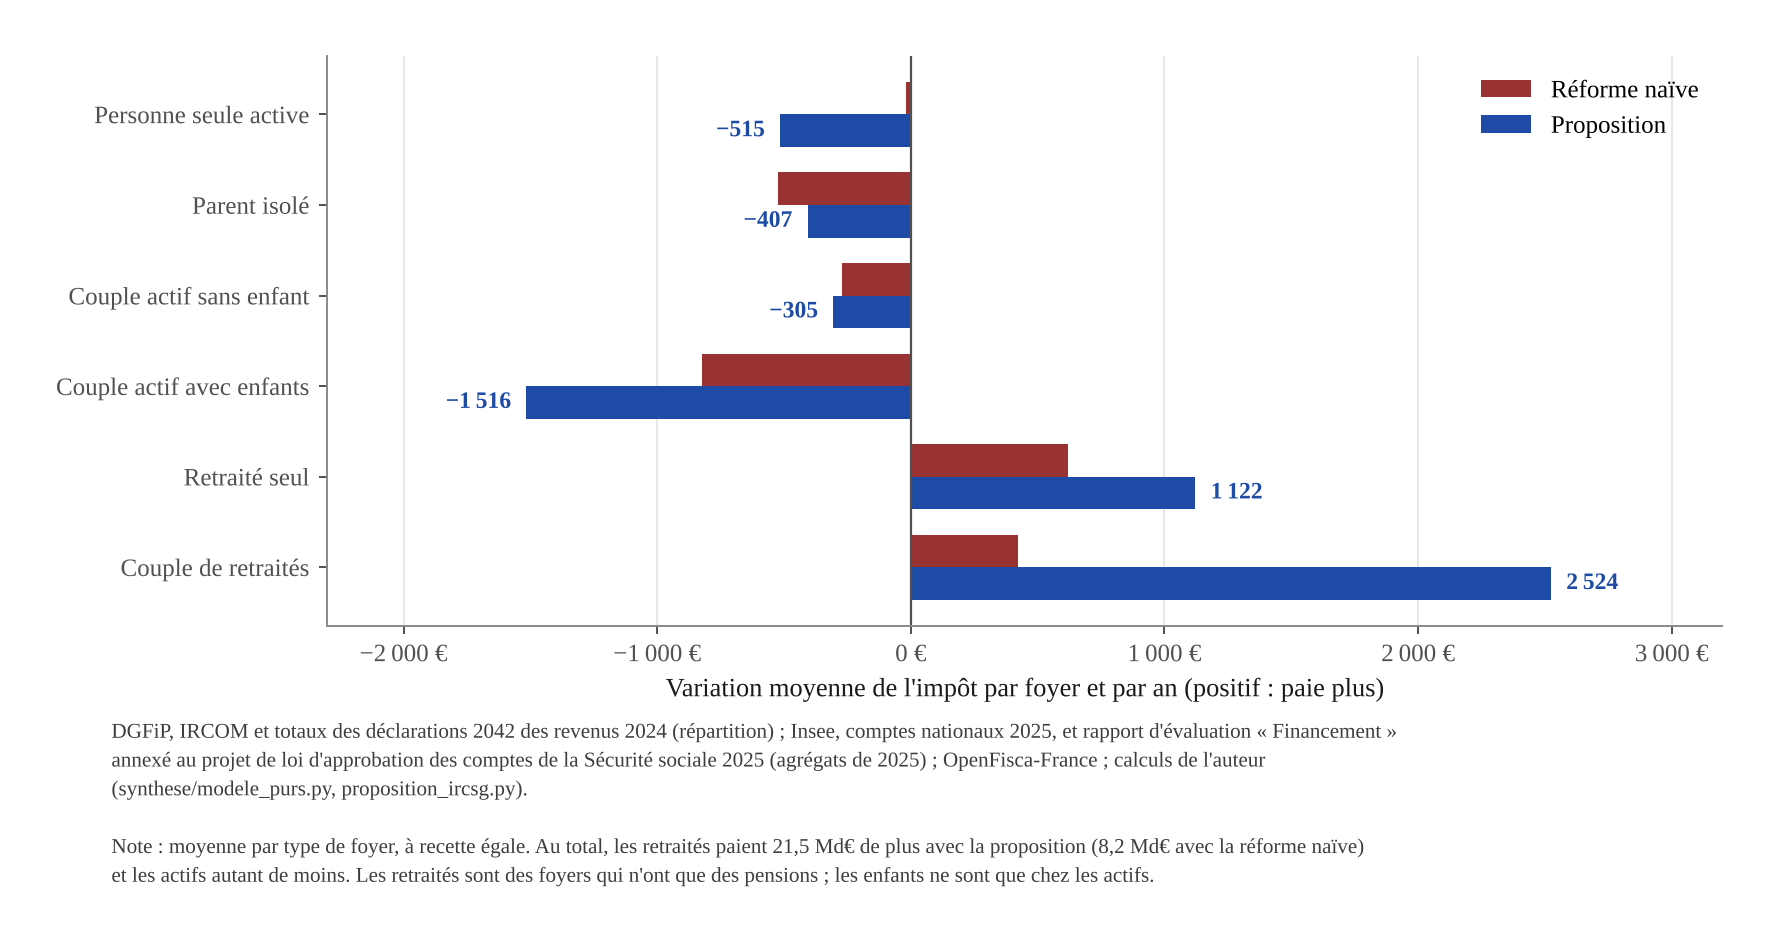 Réforme naïve
Proposition
Personne seule active
−515
Parent isolé
−407
Couple actif sans enfant
−305
Couple actif avec enfants
−1 516
Retraité seul
1 122
Couple de retraités
2 524
−2 000 € −1 000 € 0 € 1 000 € 2 000 € 3 000 €
Variation moyenne de l'impôt par foyer et par an (positif : paie plus)
DGFiP, IRCOM et totaux des déclarations 2042 des revenus 2024 (répartition) ; Insee, comptes nationaux 2025, et rapport d'évaluation « Financement »
annexé au projet de loi d'approbation des comptes de la Sécurité sociale 2025 (agrégats de 2025) ; OpenFisca-France ; calculs de l'auteur
(synthese/modele_purs.py, proposition_ircsg.py).
Note : moyenne par type de foyer, à recette égale. Au total, les retraités paient 21,5 Md€ de plus avec la proposition (8,2 Md€ avec la réforme naïve)
et les actifs autant de moins. Les retraités sont des foyers qui n'ont que des pensions ; les enfants ne sont que chez les actifs.